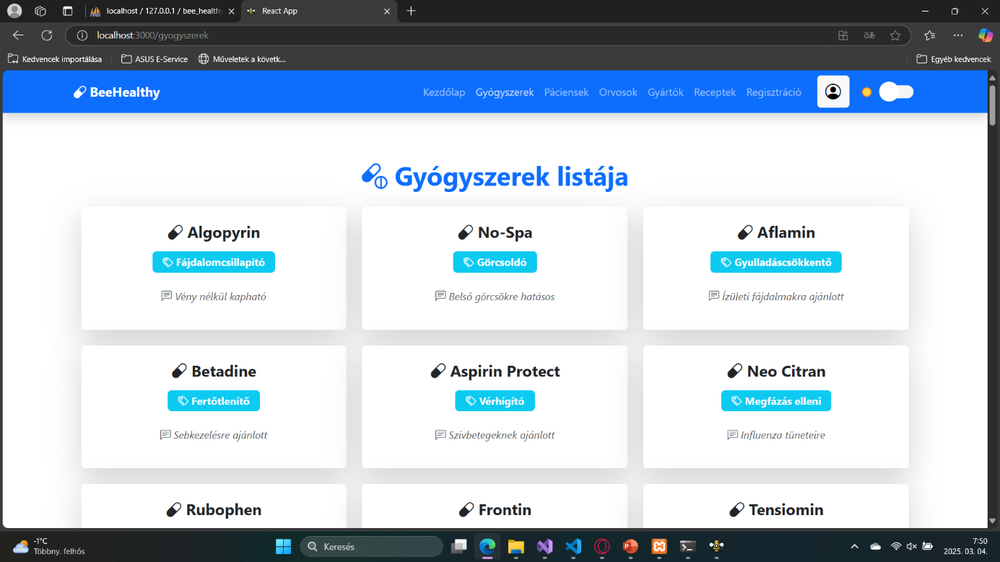 localhost / 127.0.0.1 / bee_healthy
React App
localhost:3000/gyogyszerek
Kedvencek importálása
ASUS E-Service
Műveletek a követk...
Egyéb kedvencek
BeeHealthy
Kezdőlap Gyógyszerek Páciensek Orvosok Gyártók Receptek Regisztráció
Gyógyszerek listája
Algopyrin
Fájdalomcsillapító
Vény nélkül kapható
No-Spa
Görcsoldó
Belső görcsökre hatásos
Aflamin
Gyulladáscsökkentő
Ízületi fájdalmakra ajánlott
Betadine
Fertőtlenítő
Sebkezelésre ajánlott
Aspirin Protect
Vérhígító
Szívbetegeknek ajánlott
Neo Citran
Megfázás elleni
Influenza tüneteire
Rubophen
Frontin
Tensiomin
-1°C
Többny. felhős
Keresés
7:50
2025. 03. 04.